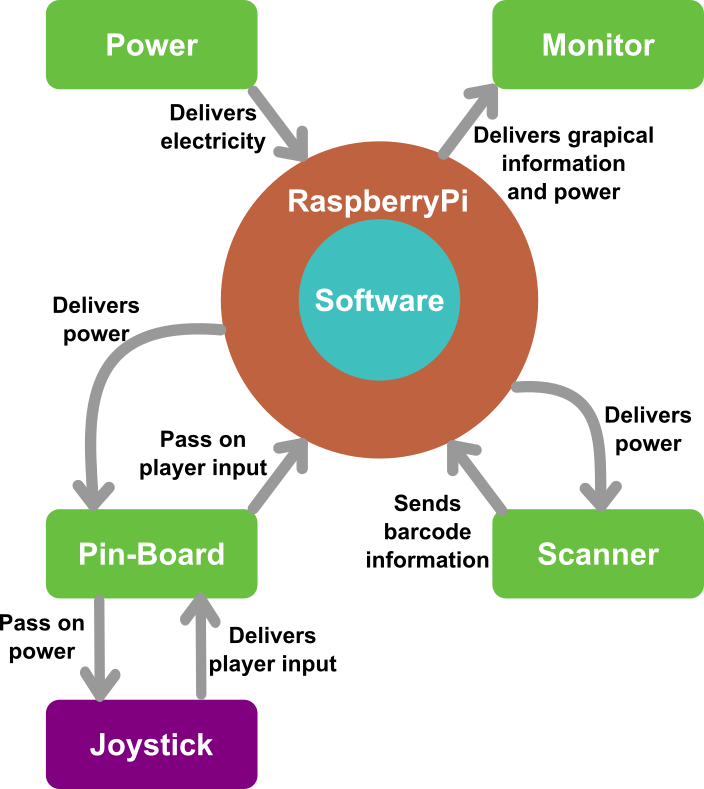 Power
Monitor
Delivers
electricity
Delivers grapical
information
and power
RaspberryPi
Software
Delivers
power
Delivers
power
Pass on
player input
Sends
barcode
information
Pin-Board
Scanner
Pass on
power
Delivers
player input
Joystick